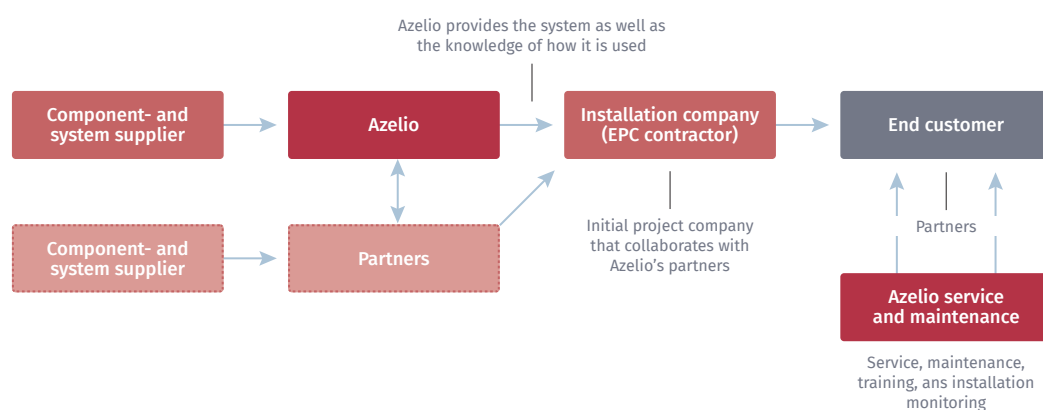 Azelio provides the system as well as
the knowledge of how it is used
Component- and
system supplier
Azelio
Installation company
(EPC contractor)
End customer
Component- and
system supplier
Partners
Initial project company
that collaborates with
Azelio's partners
Partners
Azelio service
and maintenance
Service, maintenance,
training, ans installation
monitoring